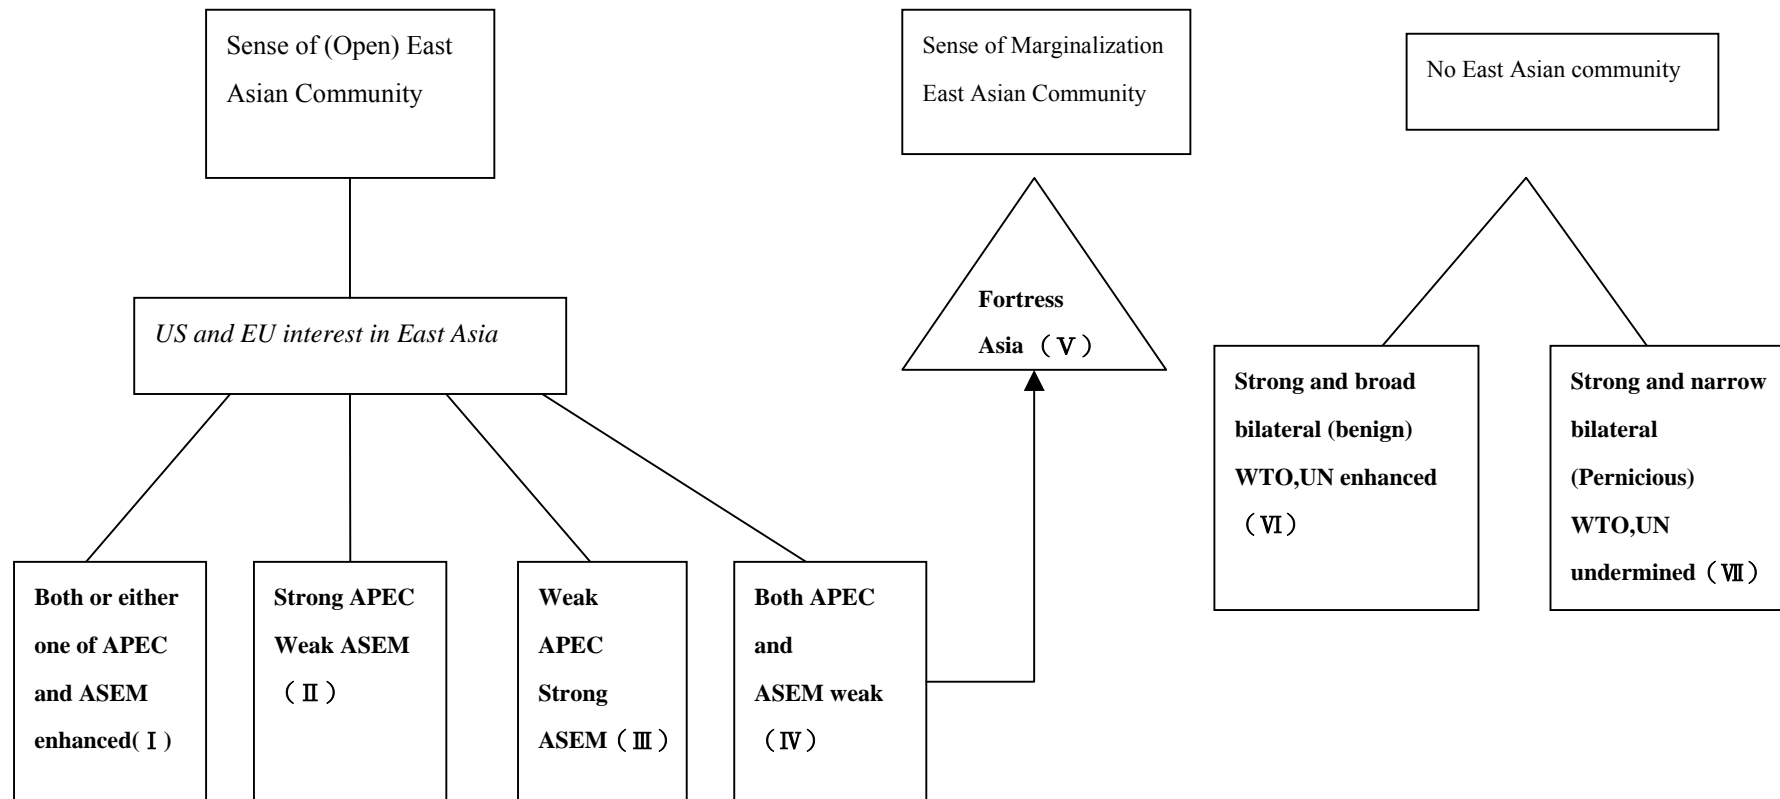 Sense of (Open) East
Asian Community
Sense of Marginalization
East Asian Community
No East Asian community
US and EU interest in East Asia
Fortress
Asia （Ⅴ）
Strong and broad
bilateral (benign)
WTO,UN enhanced
（Ⅵ）
Strong and narrow
bilateral
(Pernicious)
WTO,UN
undermined（Ⅶ）
Both or either
one of APEC
and ASEM
enhanced(Ⅰ)
Strong APEC
Weak ASEM
（Ⅱ）
Weak
APEC
Strong
ASEM（Ⅲ）
Both APEC
and
ASEM weak
（Ⅳ）